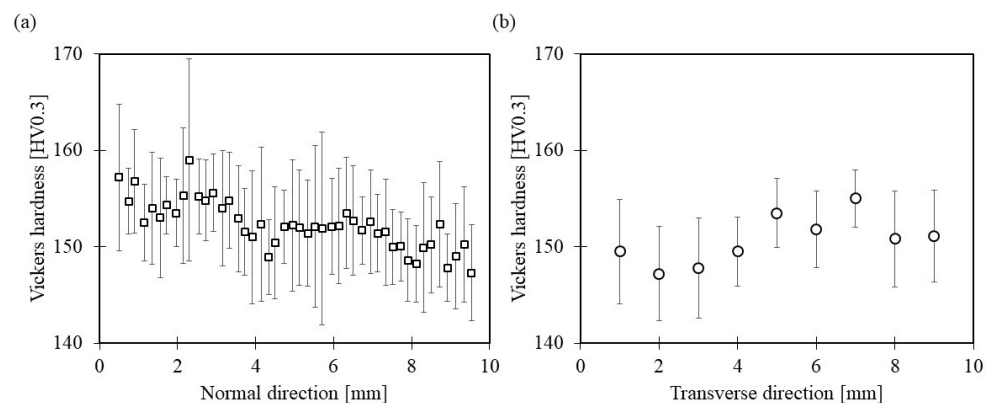 (a)
170
160
150
140
Vickers hardness [HV0.3]
0 2 4 6 8 10
Normal direction [mm]
(b)
170
160
150
140
Vickers hardness [HV0.3]
0 2 4 6 8 10
Transverse direction [mm]